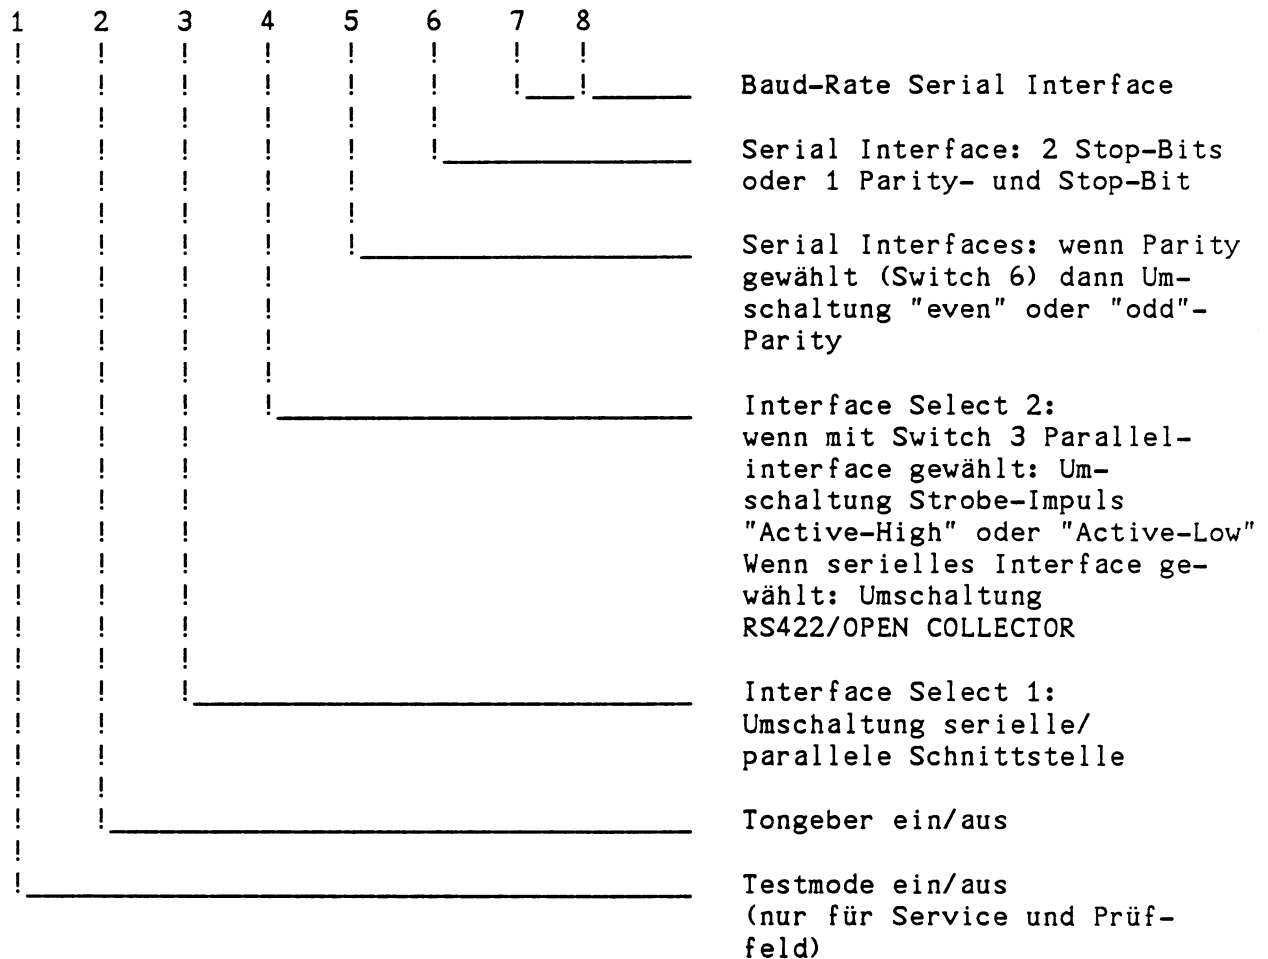 1 2 3 4 5 6 7 8
Baud-Rate Serial Interface
Serial Interface: 2 Stop-Bits
oder 1 Parity- und Stop-Bit
Serial Interfaces: wenn Parity
gewählt (Switch 6) dann Um-
schaltung "even" oder "odd"-
Parity
Interface Select 2:
wenn mit Switch 3 Parallel-
interface gewählt: Um-
schaltung Strobe-Impuls
"Active-High" oder "Active-Low"
Wenn serielles Interface ge-
wählt: Umschaltung
RS422/OPEN COLLECTOR
Interface Select 1:
Umschaltung serielle/
parallele Schnittstelle
Tongeber ein/aus
Testmode ein/aus
(nur für Service und Prüf-
feld)